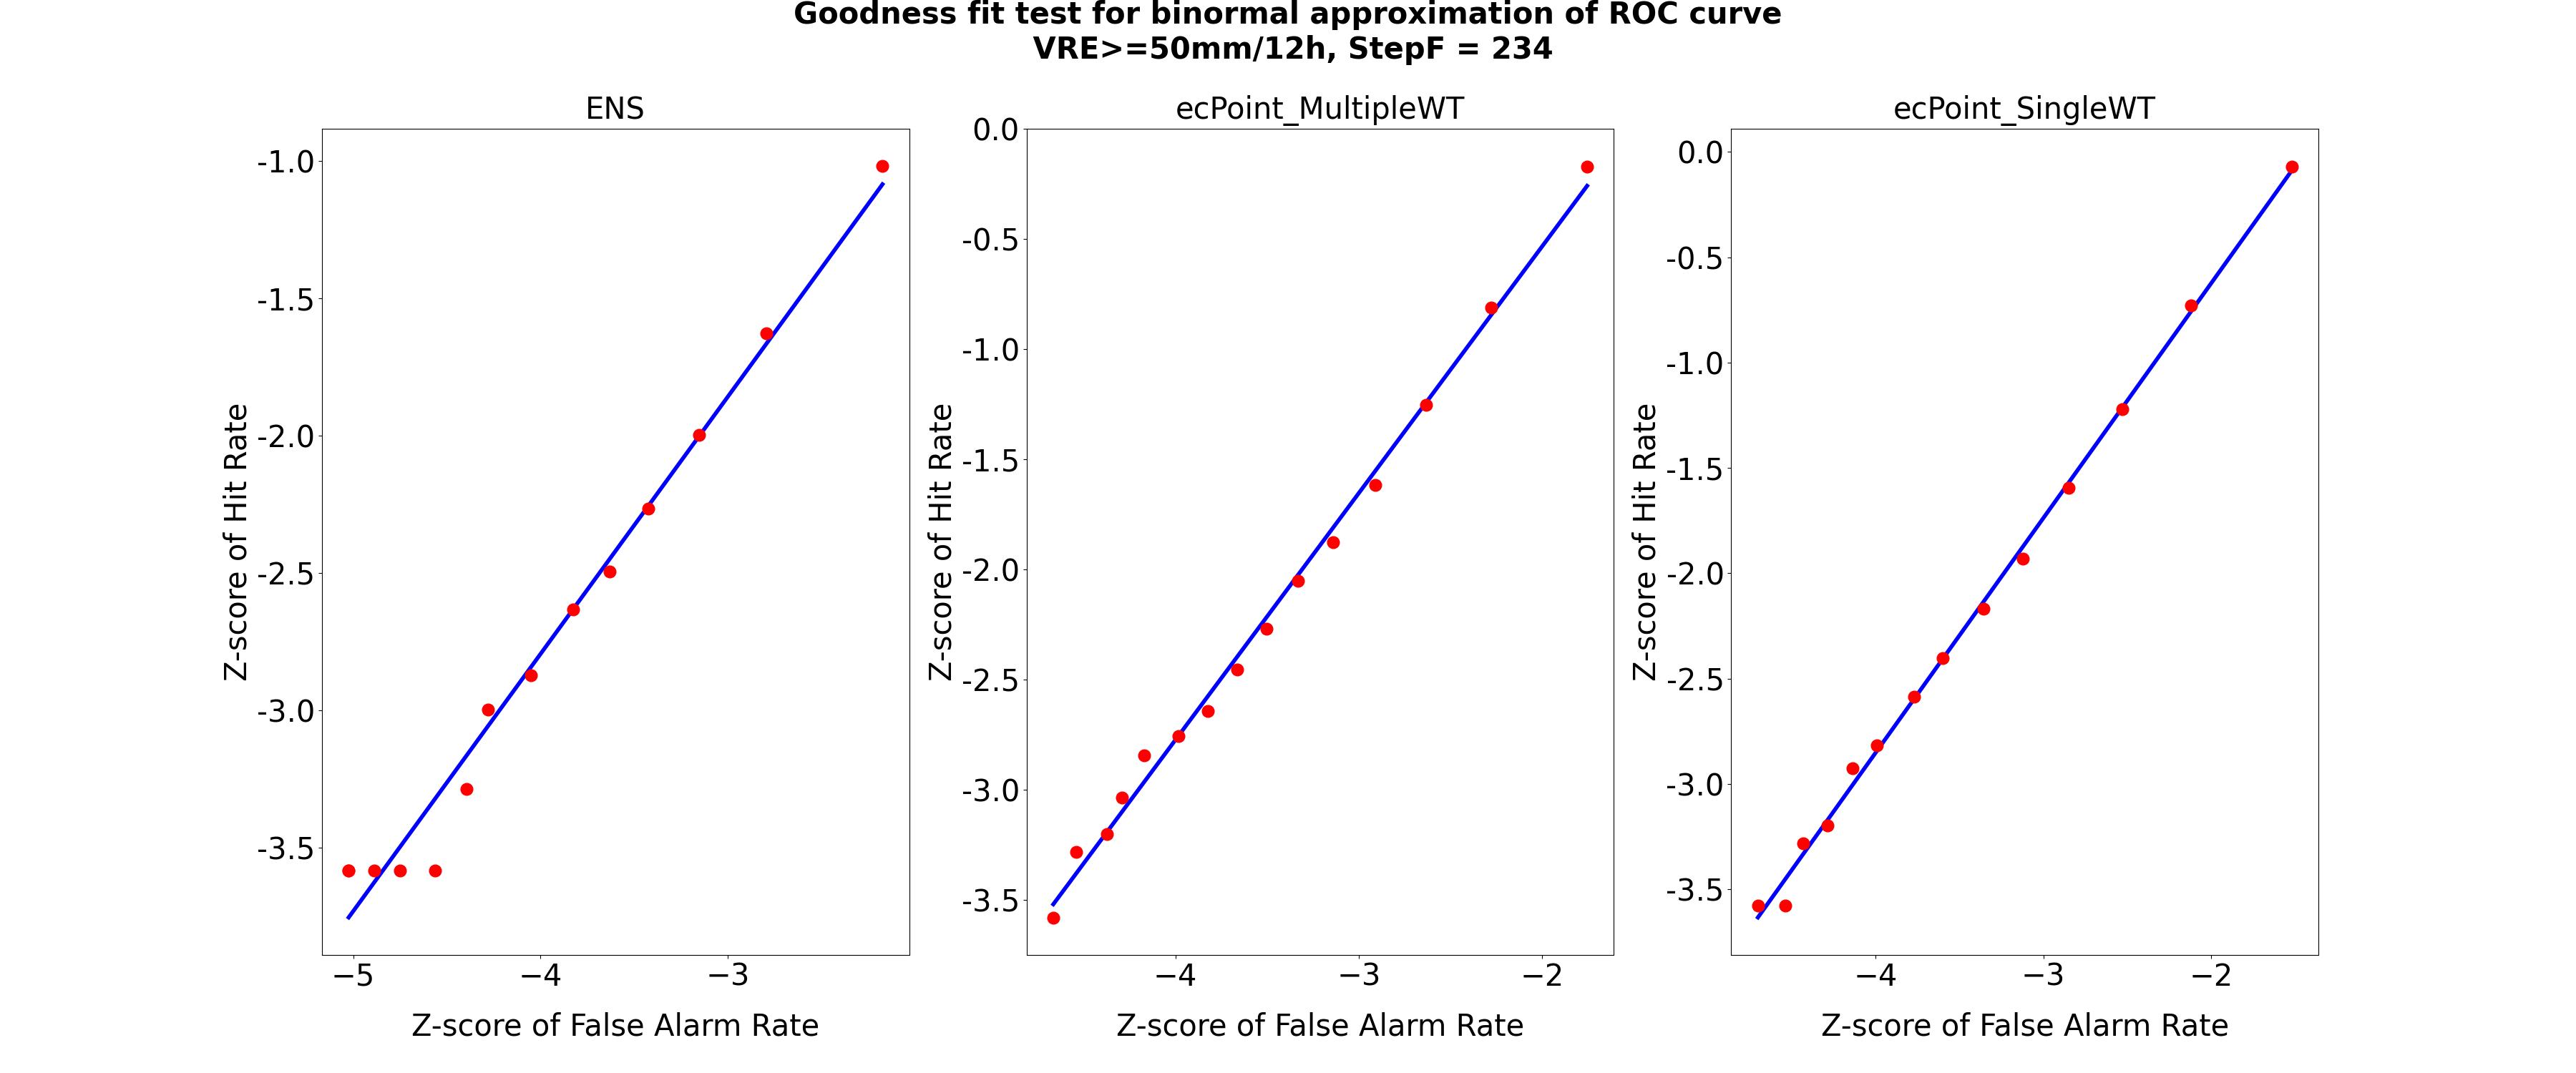 Goodness fit test for binormal approximation of ROC curve
VRE>=50mm/12h, StepF = 234
ENS
-1.0
-1.5
-2.0
-2.5
-3.0
-3.5
Z-score of Hit Rate
−5 −4 −3
Z-score of False Alarm Rate
ecPoint_MultipleWT
0.0
-0.5
-1.0
-1.5
-2.0
-2.5
-3.0
-3.5
Z-score of Hit Rate
−4 −3 −2
Z-score of False Alarm Rate
ecPoint_SingleWT
0.0
-0.5
-1.0
-1.5
-2.0
-2.5
-3.0
-3.5
Z-score of Hit Rate
−4 −3 −2
Z-score of False Alarm Rate